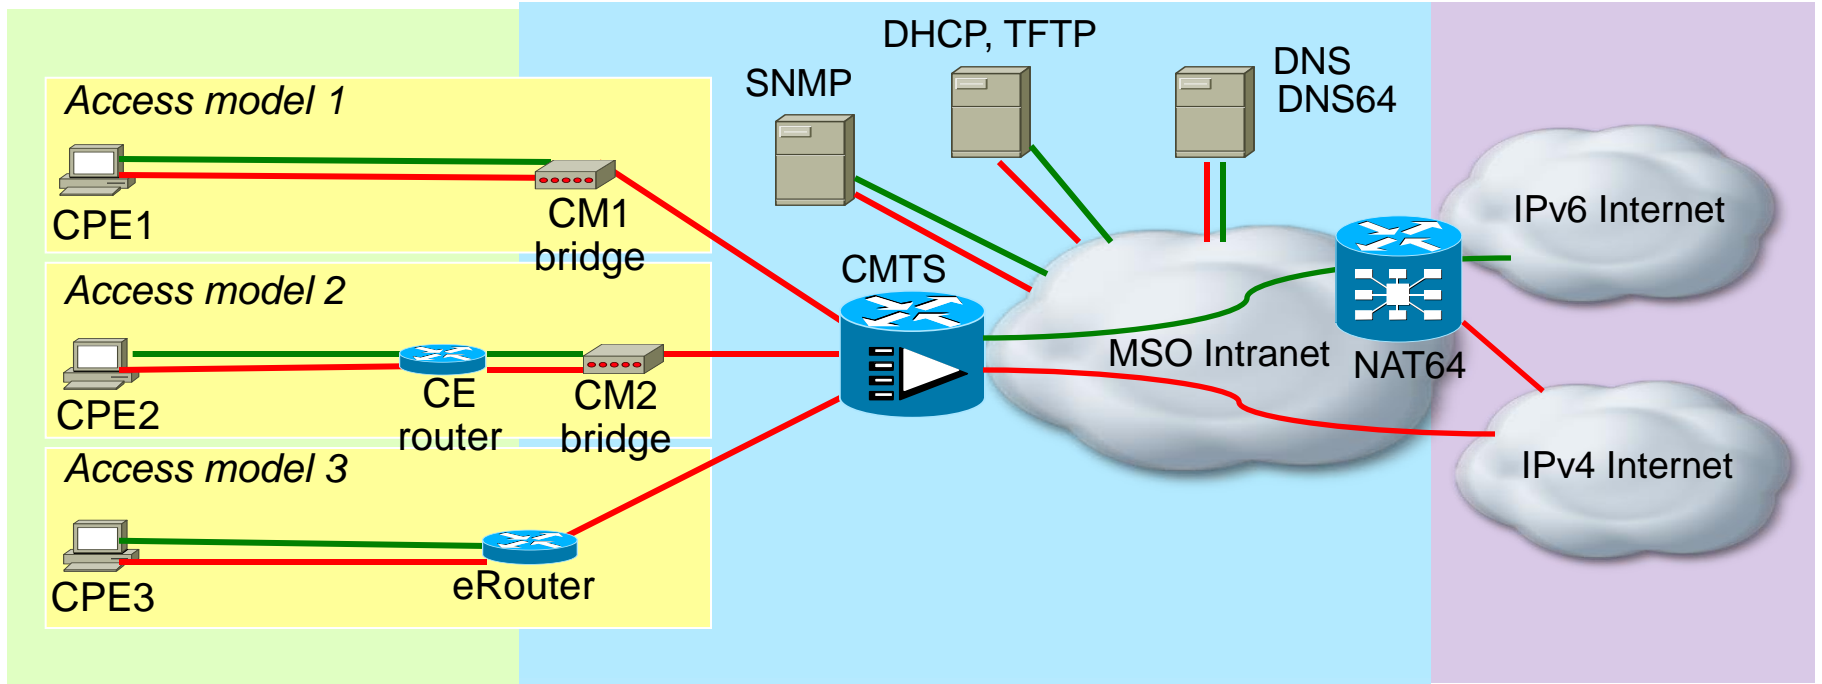 DHCP, TFTP
SNMP
DNS
DNS64
Access model 1
CPE1
CM1
bridge
IPv6 Internet
CMTS
Access model 2
CPE2
CE
router
CM2
bridge
MSO Intranet
NAT64
Access model 3
CPE3
eRouter
IPv4 Internet